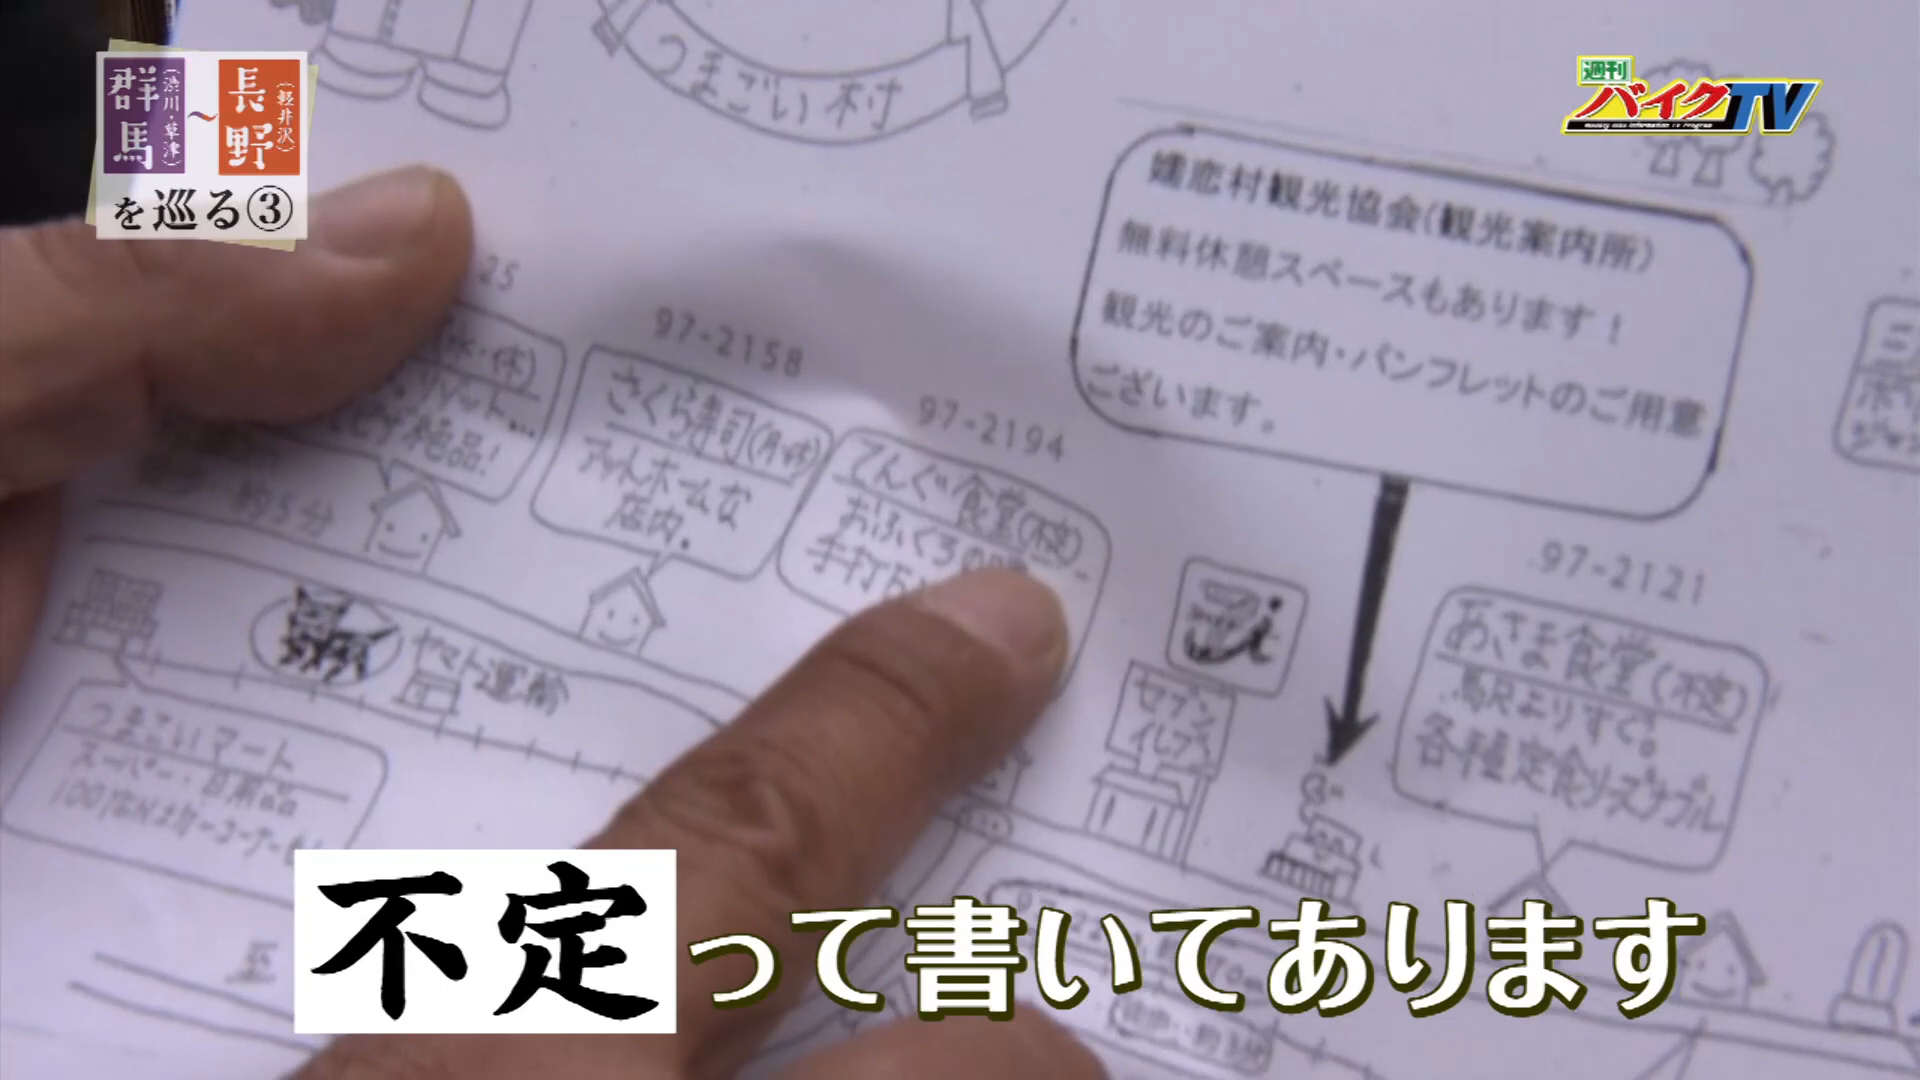 群馬
(渋川・草津)
~
長野
(軽井沢)
を巡る③
週刊
バイクTV
つまごい村
嬬恋村観光協会(観光案内所)
無料休憩スペースもあります!
観光のご案内・パンフレットのご用意
ございます。
25
絶品!
約5分
97-2158
さくら寿司(月・休)
アットホームな
店内。
97-2194
てんぐ食堂(不定)
おふくろの
手打
97-2121
あさま食堂(不定)
駅よりすぐ。
各種定食リーズナブル
セブン
イレブン
ヤマト運輸
つまごいマート
スーパー・日用品
至
不定って書いてあります